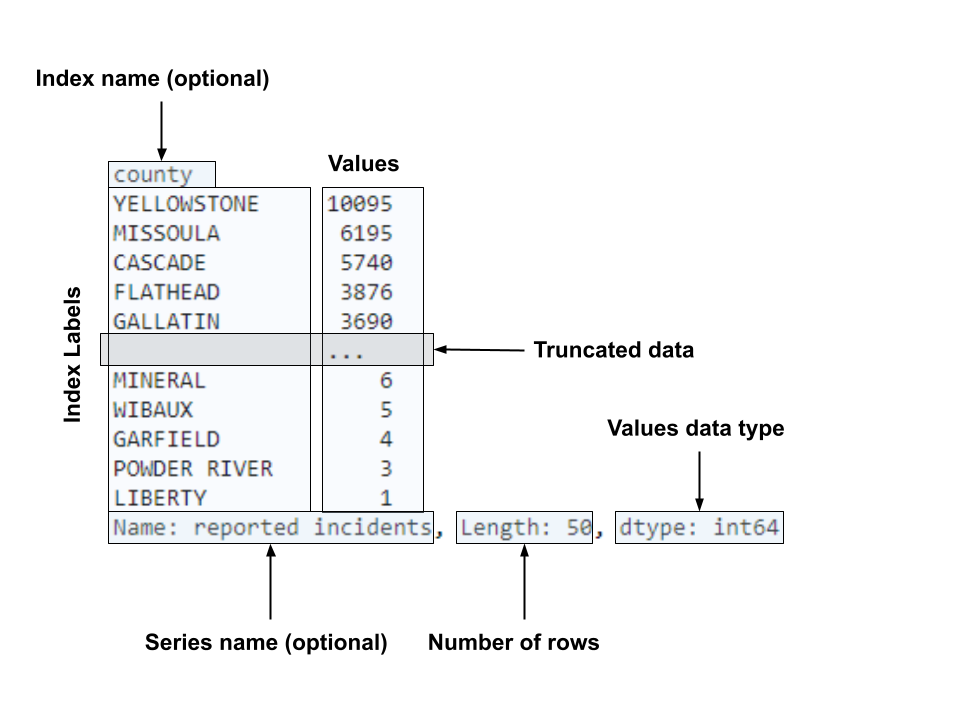 Index name (optional)
Values
county
YELLOWSTONE 10095
MISSOULA 6195
CASCADE 5740
FLATHEAD 3876
GALLATIN 3690
...
Truncated data
Index Labels
MINERAL 6
WIBAUX 5
GARFIELD 4
POWDER RIVER 3
LIBERTY 1
Values data type
Name: reported incidents, Length: 50, dtype: int64
Series name (optional)
Number of rows